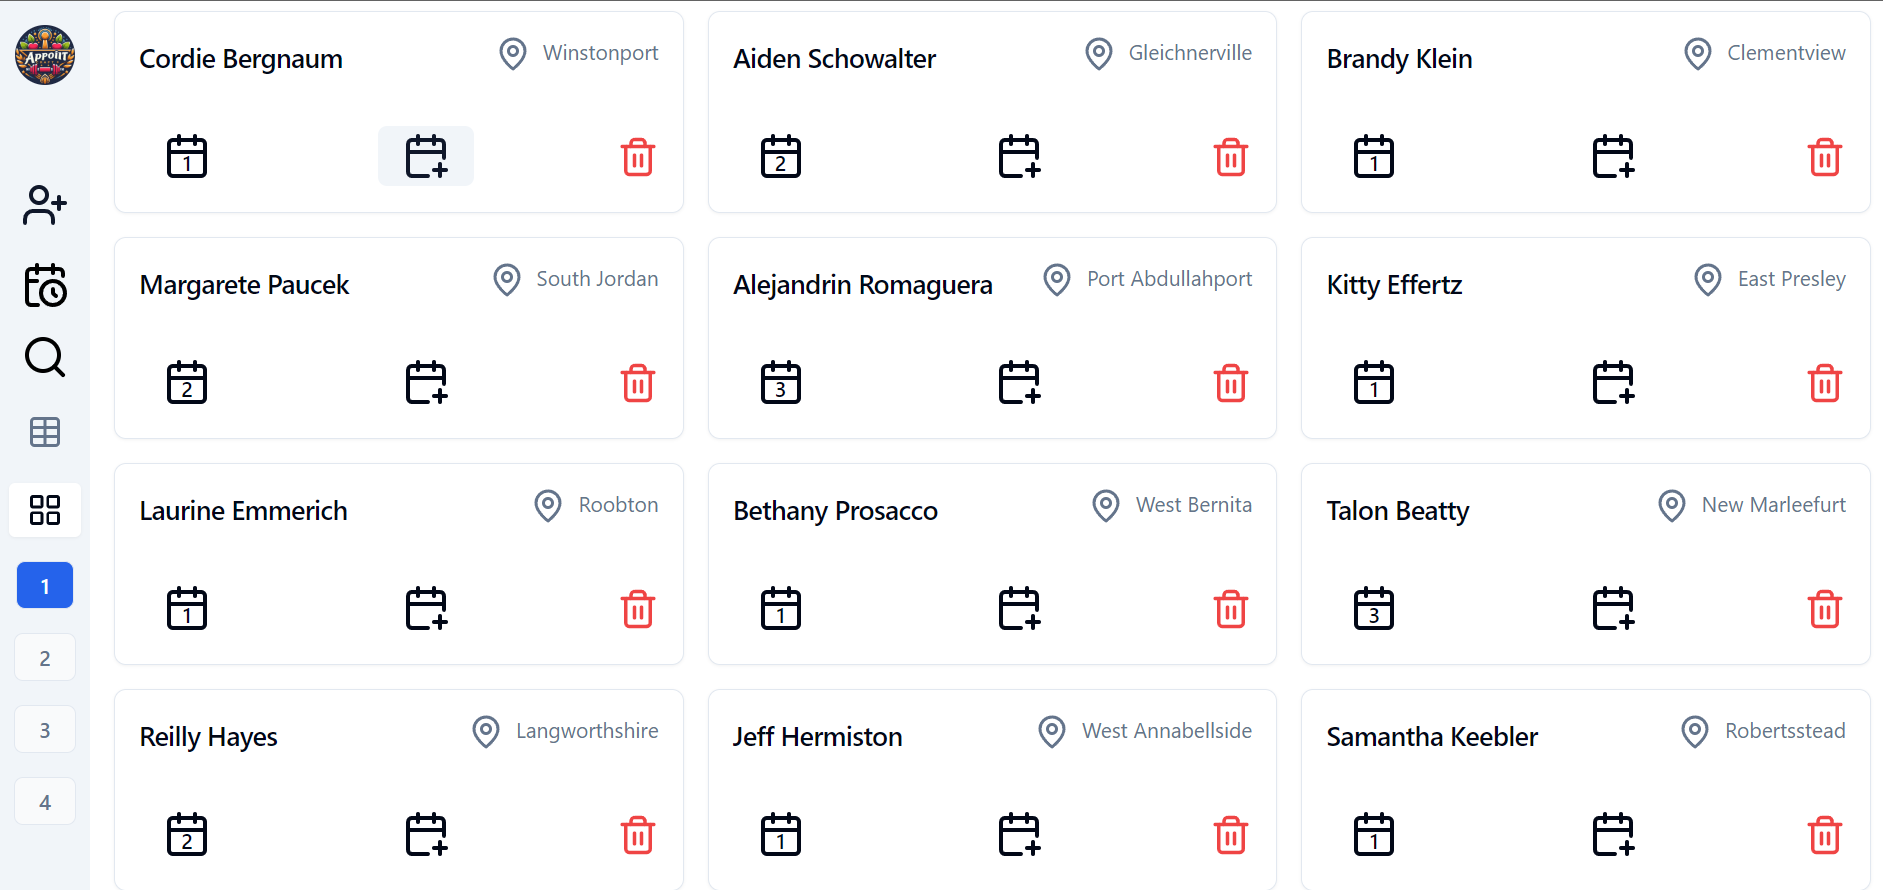 APPOIIT
1
2
3
4
Cordie Bergnaum
Winstonport
1
Aiden Schowalter
Gleichnerville
2
Brandy Klein
Clementview
1
Margarete Paucek
South Jordan
2
Alejandrin Romaguera
Port Abdullahport
3
Kitty Effertz
East Presley
1
Laurine Emmerich
Roobton
1
Bethany Prosacco
West Bernita
1
Talon Beatty
New Marleefurt
3
Reilly Hayes
Langworthshire
2
Jeff Hermiston
West Annabellside
1
Samantha Keebler
Robertsstead
1